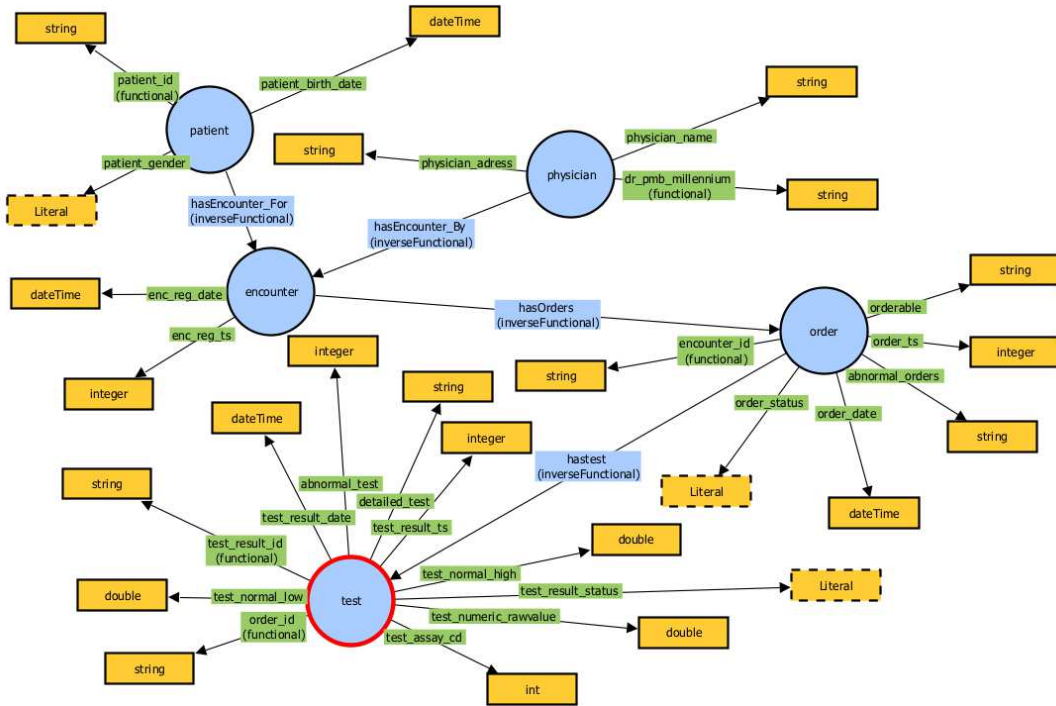 string
dateTime
patient_id
(functional)
patient_birth_date
patient
patient_gender
Literal
string
physician_name
string
physician_adress
physician
dr_pmb_millennium
(functional)
string
hasEncounter_For
(inverseFunctional)
hasEncounter_By
(inverseFunctional)
dateTime
enc_reg_date
encounter
enc_reg_ts
integer
hasOrders
(inverseFunctional)
string
orderable
order
order_ts
integer
encounter_id
(functional)
string
abnormal_orders
string
order_status
order_date
Literal
dateTime
hastest
(inverseFunctional)
integer
string
dateTime
integer
string
abnormal_test
detailed_test
test_result_date
test_result_ts
test_result_id
(functional)
double
test_normal_high
double
test_normal_low
test
test_result_status
Literal
order_id
(functional)
test_numeric_rawvalue
double
test_assay_cd
string
int